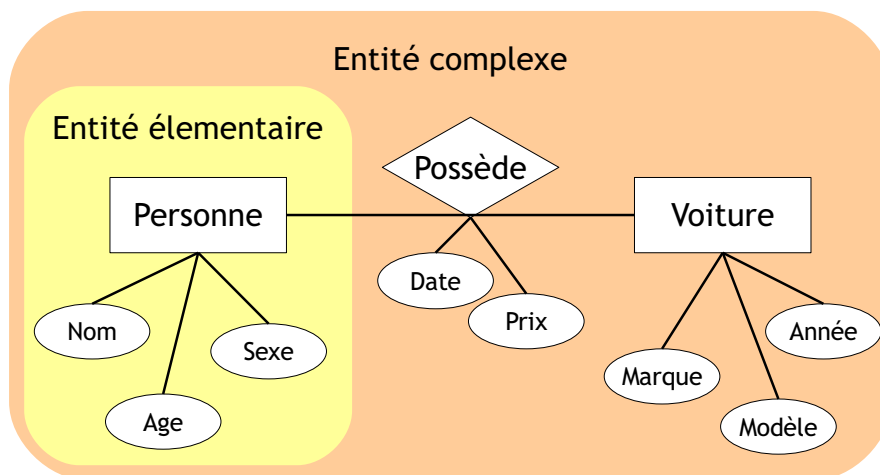 Entité complexe
Entité élementaire
Possède
Personne
Voiture
Date
Prix
Nom
Sexe
Age
Année
Marque
Modèle